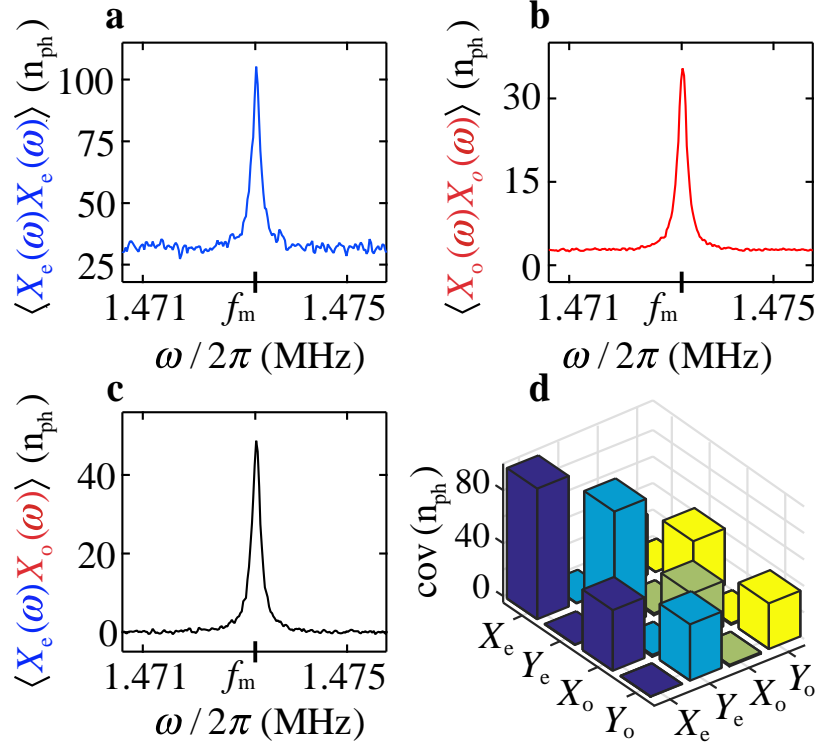 a
⟨X_e(ω)X_e(ω)⟩ (n_ph)
100
75
50
25
1.471 f_m 1.475
ω / 2π (MHz)
b
⟨X_o(ω)X_o(ω)⟩ (n_ph)
30
15
0
1.471 f_m 1.475
ω / 2π (MHz)
c
⟨X_e(ω)X_o(ω)⟩ (n_ph)
40
20
0
1.471 f_m 1.475
ω / 2π (MHz)
d
cov (n_ph)
80
40
0
X_e
Y_e
X_o
Y_o
X_e
Y_e
X_o
Y_o